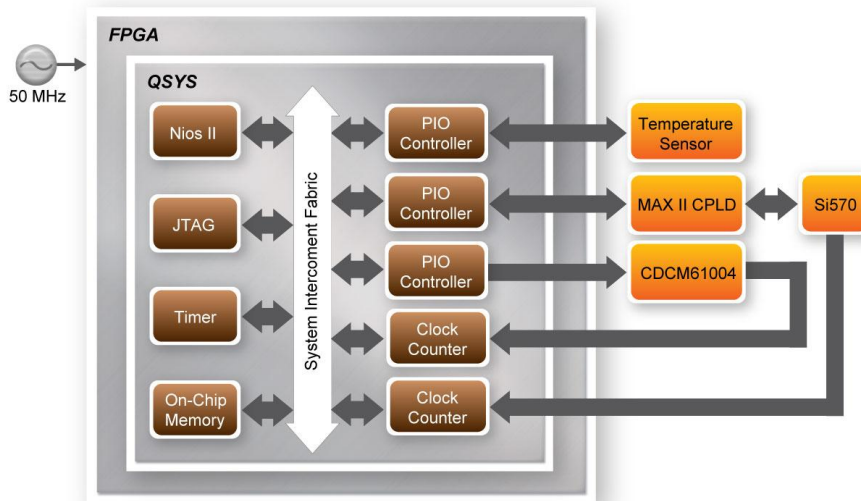 FPGA
QSYS
50 MHz
Nios II
JTAG
Timer
On-Chip
Memory
System Intercoment Fabric
PIO
Controller
PIO
Controller
PIO
Controller
Clock
Counter
Clock
Counter
Temperature
Sensor
MAX II CPLD
Si570
CDCM61004